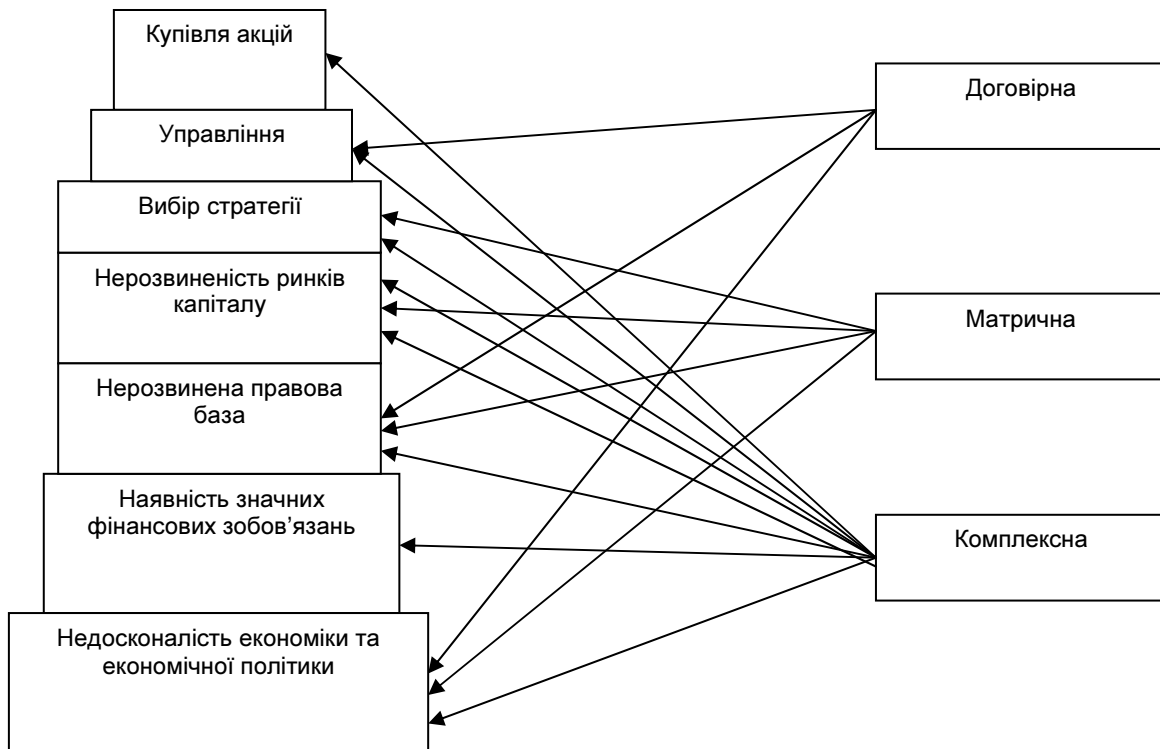 Купівля акцій
Управління
Вибір стратегії
Нерозвиненість ринків
капіталу
Нерозвинена правова
база
Наявність значних
фінансових зобов’язань
Недосконалість економіки та
економічної політики
Договірна
Матрична
Комплексна